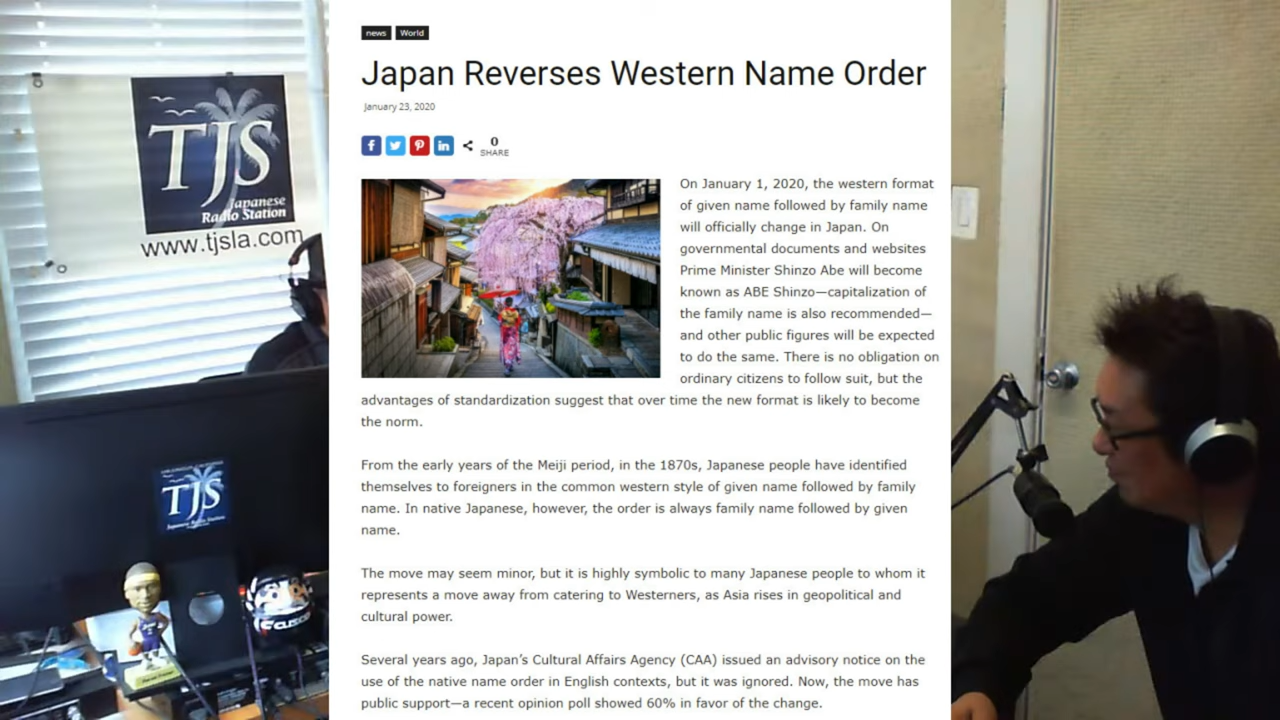 TJS
Japanese
Radio Station
www.tjsla.com
TJS
Japanese Radio Station
news World
Japan Reverses Western Name Order
January 23, 2020
0
SHARE
On January 1, 2020, the western format
of given name followed by family name
will officially change in Japan. On
governmental documents and websites
Prime Minister Shinzo Abe will become
known as ABE Shinzo—capitalization of
the family name is also recommended—
and other public figures will be expected
to do the same. There is no obligation on
ordinary citizens to follow suit, but the
advantages of standardization suggest that over time the new format is likely to become
the norm.
From the early years of the Meiji period, in the 1870s, Japanese people have identified
themselves to foreigners in the common western style of given name followed by family
name. In native Japanese, however, the order is always family name followed by given
name.
The move may seem minor, but it is highly symbolic to many Japanese people to whom it
represents a move away from catering to Westerners, as Asia rises in geopolitical and
cultural power.
Several years ago, Japan's Cultural Affairs Agency (CAA) issued an advisory notice on the
use of the native name order in English contexts, but it was ignored. Now, the move has
public support—a recent opinion poll showed 60% in favor of the change.